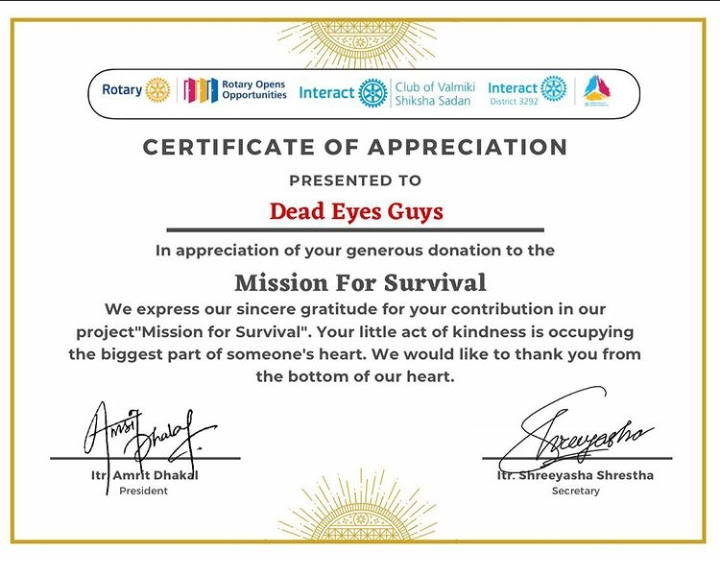 Rotary
Rotary Opens
Opportunities
Interact
Club of Valmiki
Shiksha Sadan
Interact
District 3292
CERTIFICATE OF APPRECIATION
PRESENTED TO
Dead Eyes Guys
In appreciation of your generous donation to the
Mission For Survival
We express our sincere gratitude for your contribution in our
project"Mission for Survival". Your little act of kindness is occupying
the biggest part of someone's heart. We would like to thank you from
the bottom of our heart.
Amrit Dhakal
Shreeyasha
Itr. Amrit Dhakal
President
Itr. Shreeyasha Shrestha
Secretary